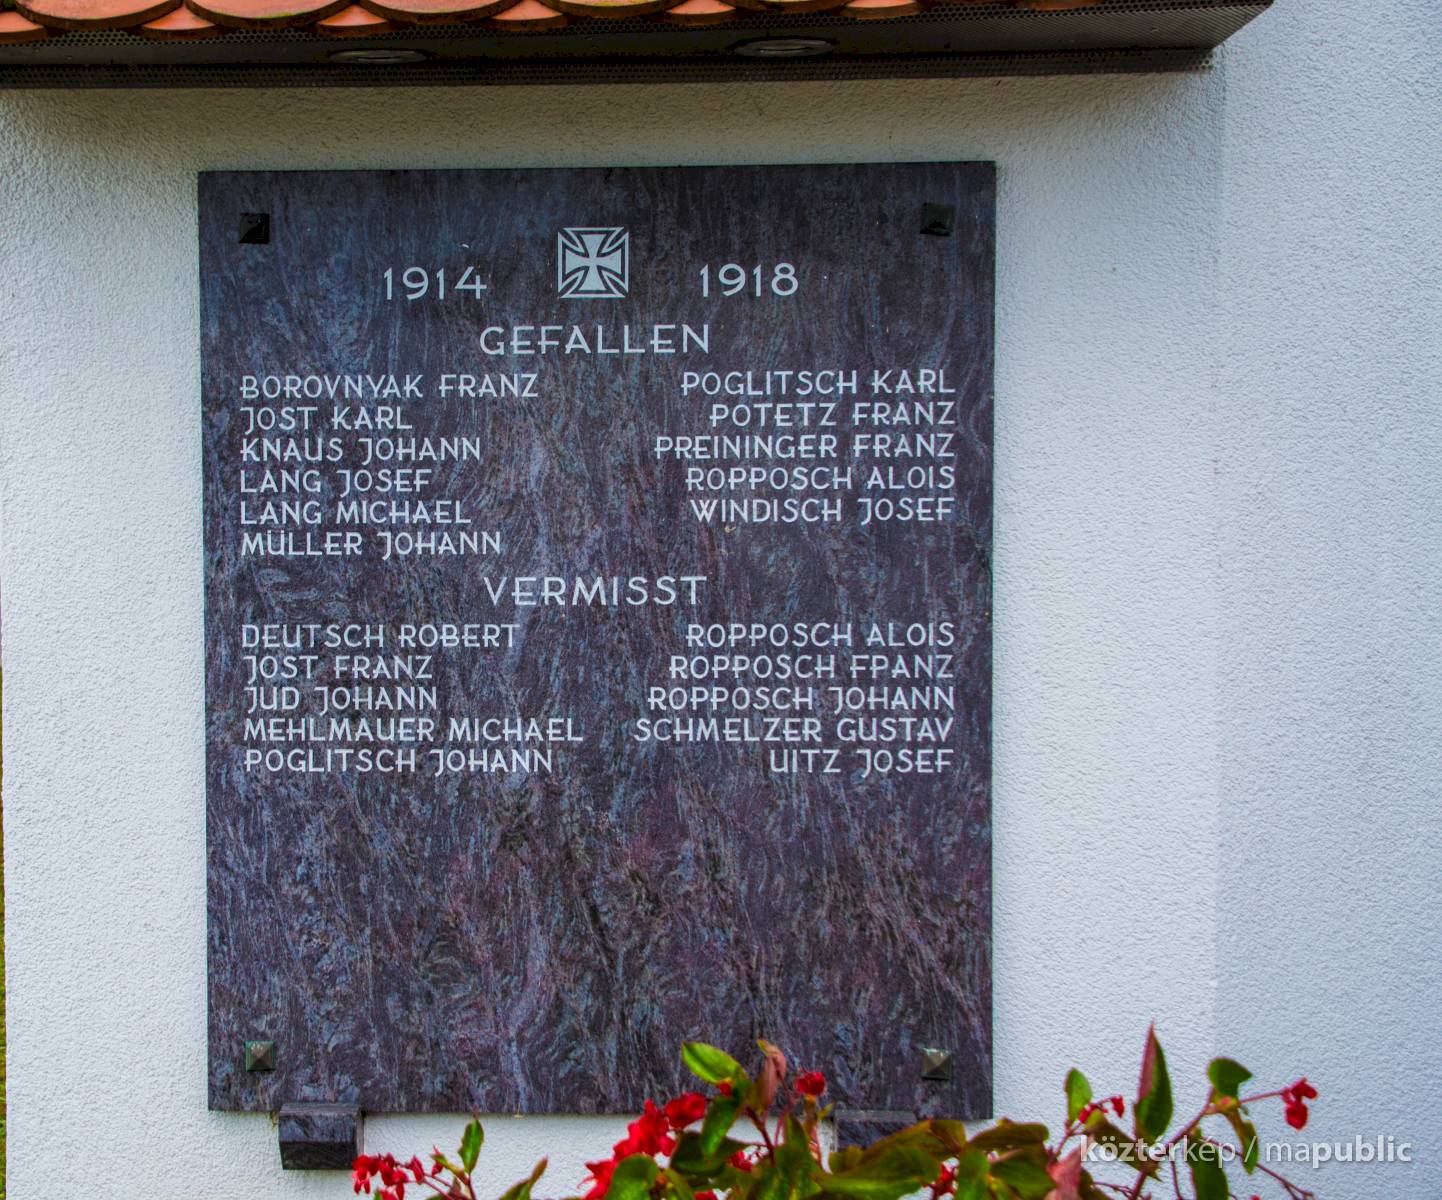 1914 1918
GEFALLEN
BOROVNYAK FRANZ
JOST KARL
KNAUS JOHANN
LANG JOSEF
LANG MICHAEL
MÜLLER JOHANN
POGLITSCH KARL
POTETZ FRANZ
PREININGER FRANZ
ROPPOSCH ALOIS
WINDISCH JOSEF
VERMISST
DEUTSCH ROBERT
JOST FRANZ
JUD JOHANN
MEHLMAUER MICHAEL
POGLITSCH JOHANN
ROPPOSCH ALOIS
ROPPOSCH FPANZ
ROPPOSCH JOHANN
SCHMELZER GUSTAV
UITZ JOSEF
köztérkép / mapublic